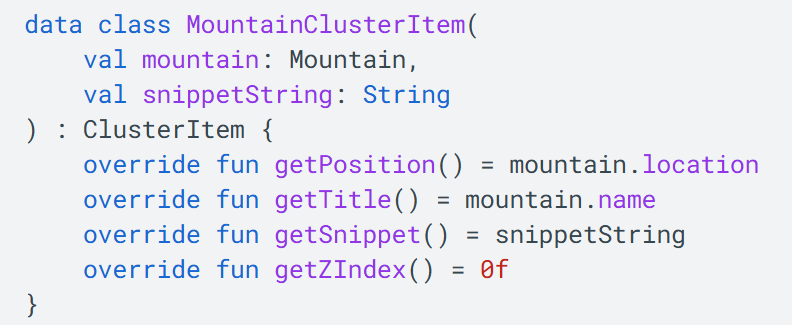 data class MountainClusterItem(
    val mountain: Mountain,
    val snippetString: String
) : ClusterItem {
    override fun getPosition() = mountain.location
    override fun getTitle() = mountain.name
    override fun getSnippet() = snippetString
    override fun getZIndex() = 0f
}